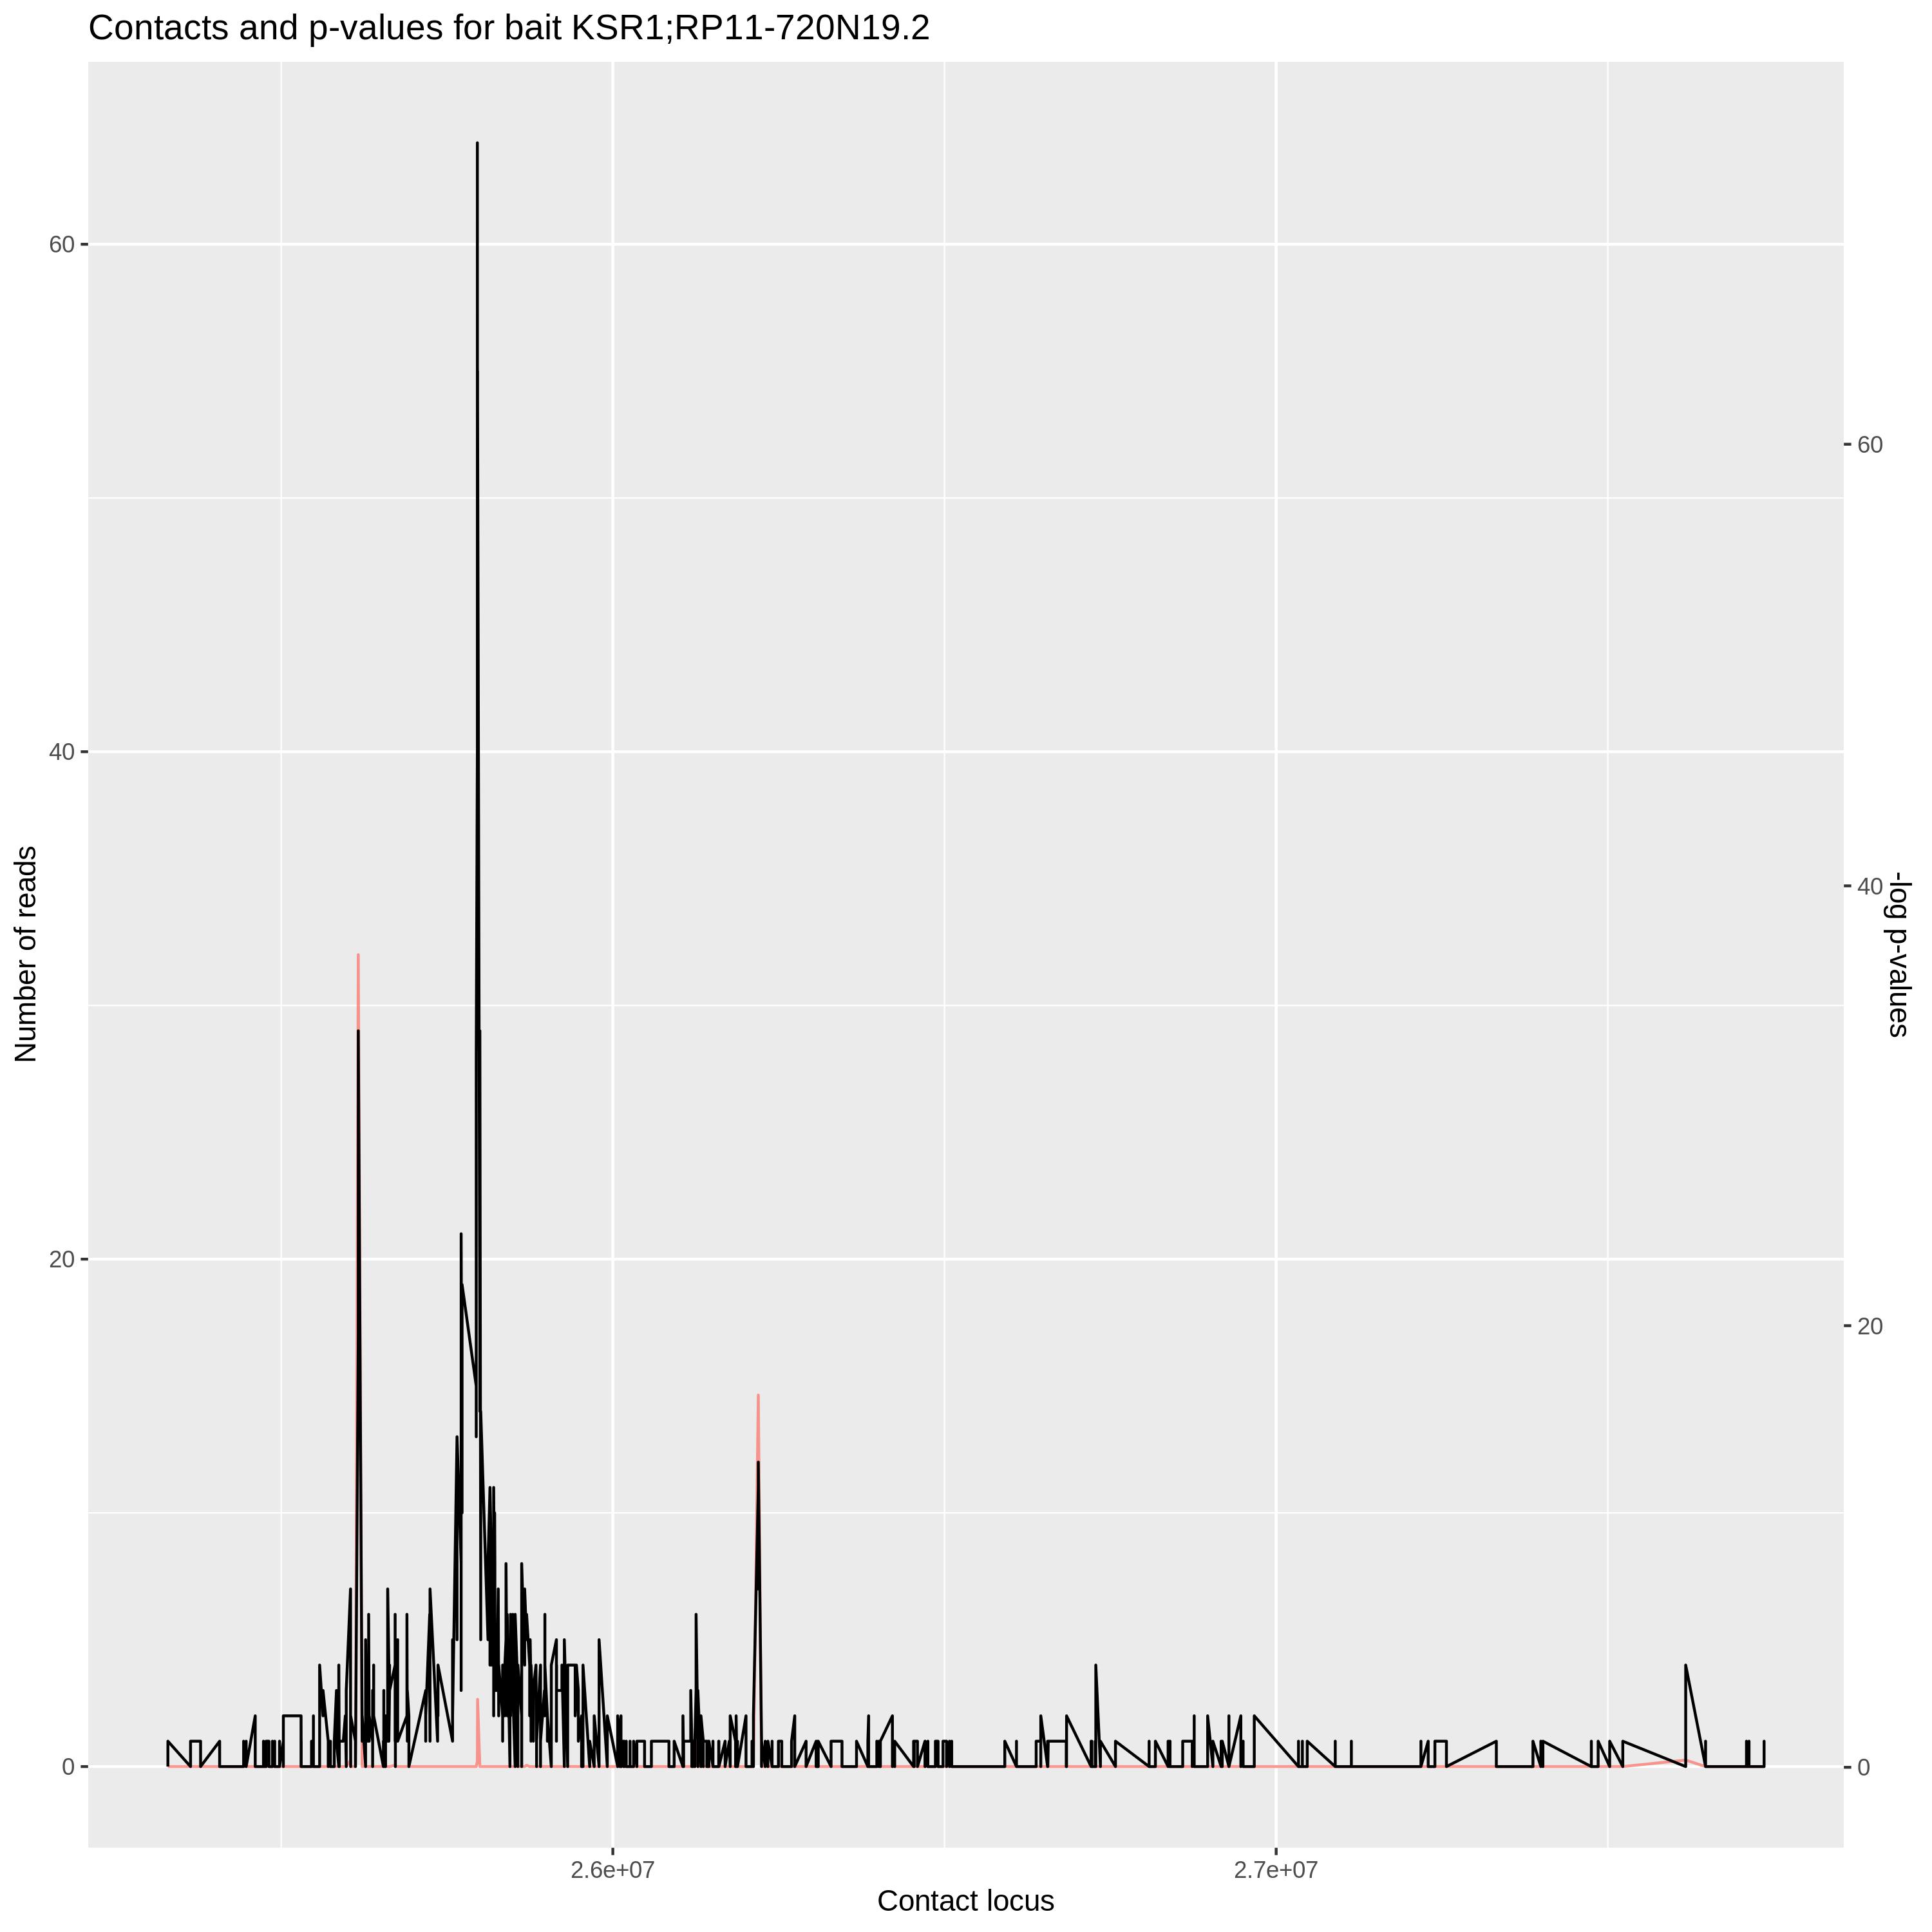 Contacts and p-values for bait KSR1;RP11-720N19.2
60
40
20
0
Number of reads
60
40
20
0
-log p-values
2.6e+07
2.7e+07
Contact locus